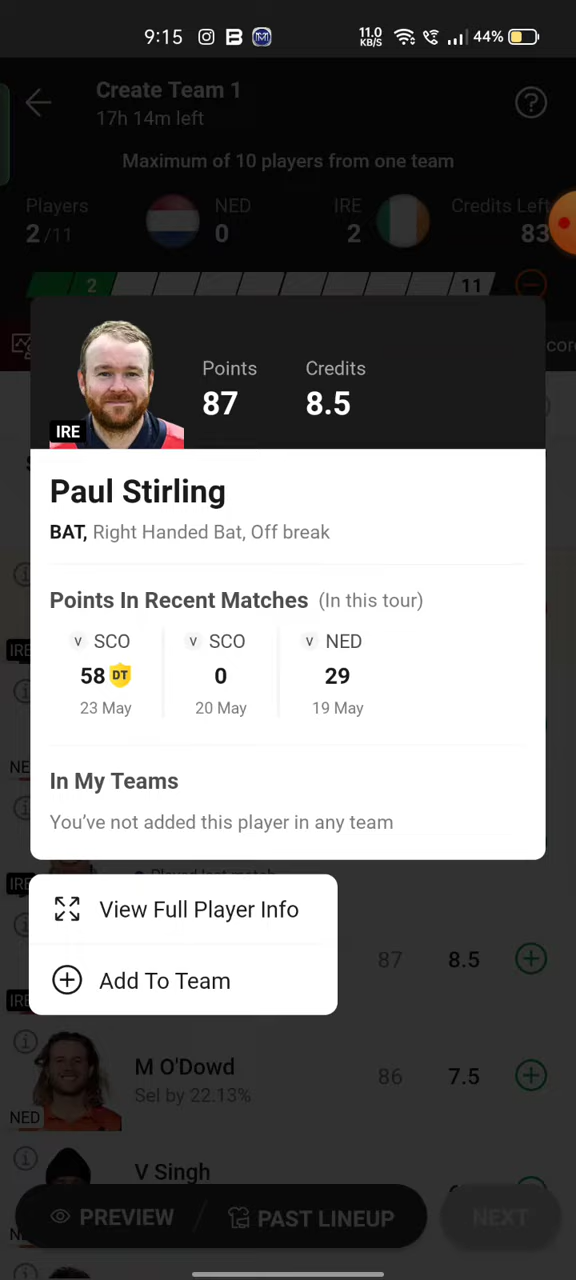 9:15 11.0 KB/S 44%
Create Team 1
17h 14m left
Maximum of 10 players from one team
Players NED IRE Credits Left
2/11 0 2 83
2 11
Points Credits
87 8.5
IRE
Paul Stirling
BAT, Right Handed Bat, Off break
Points In Recent Matches (In this tour)
v SCO v SCO v NED
58 DT 0 29
23 May 20 May 19 May
In My Teams
You've not added this player in any team
View Full Player Info
87 8.5
Add To Team
M O'Dowd 86 7.5
Sel by 22.13%
NED
V Singh
PREVIEW / PAST LINEUP NEXT